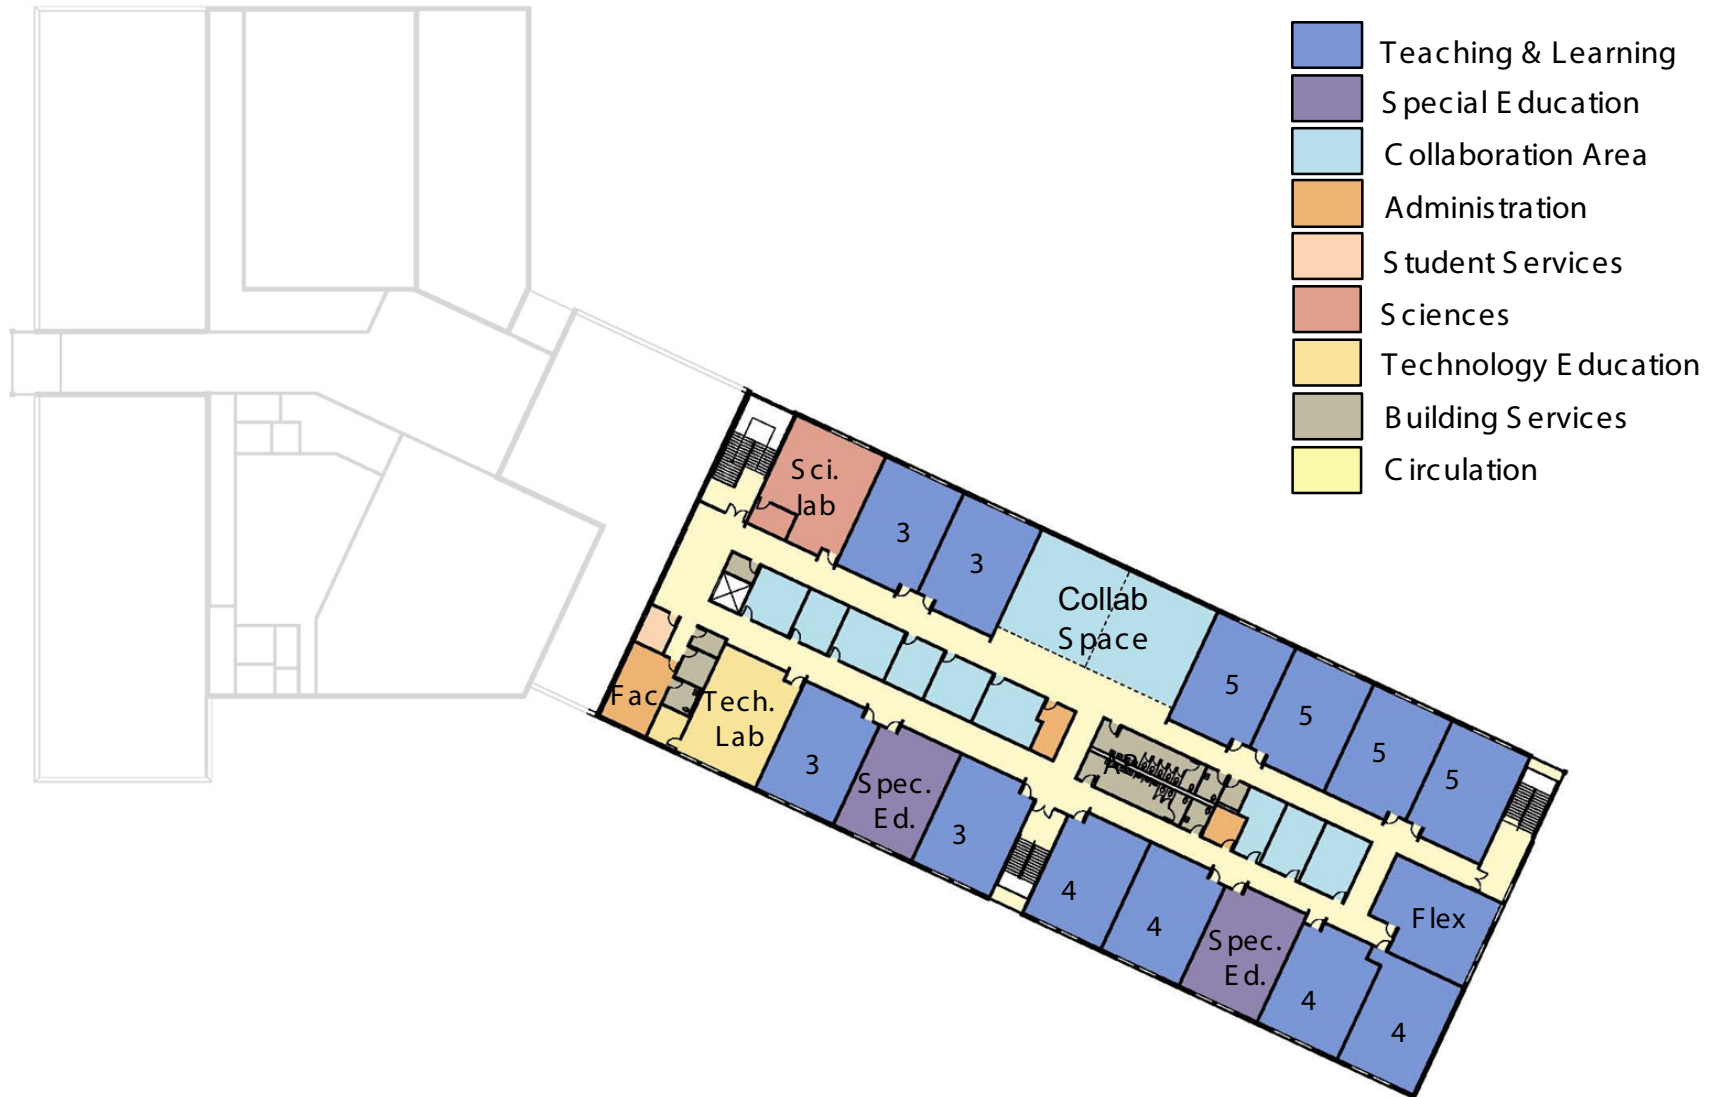 Teaching & Learning
Special Education
Collaboration Area
Administration
Student Services
Sciences
Technology Education
Building Services
Circulation
Sci.
lab
3
3
Collab
Space
5
5
5
5
Fac
Tech.
Lab
3
Spec.
Ed.
3
4
4
Spec.
Ed.
4
4
Flex